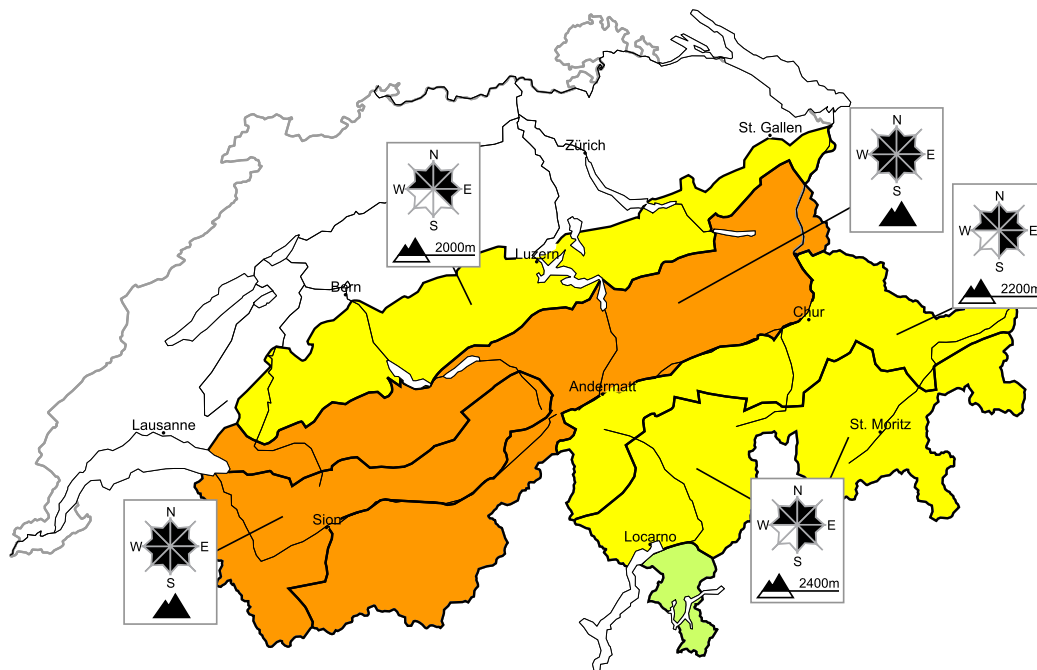 St. Gallen
Zürich
N
W E
S
N
W E
S
2000m
N
W E
S
2200m
Luzern
Bern
Chur
Andermatt
Lausanne
St. Moritz
N
W E
S
Sion
N
W E
S
2400m
Locarno